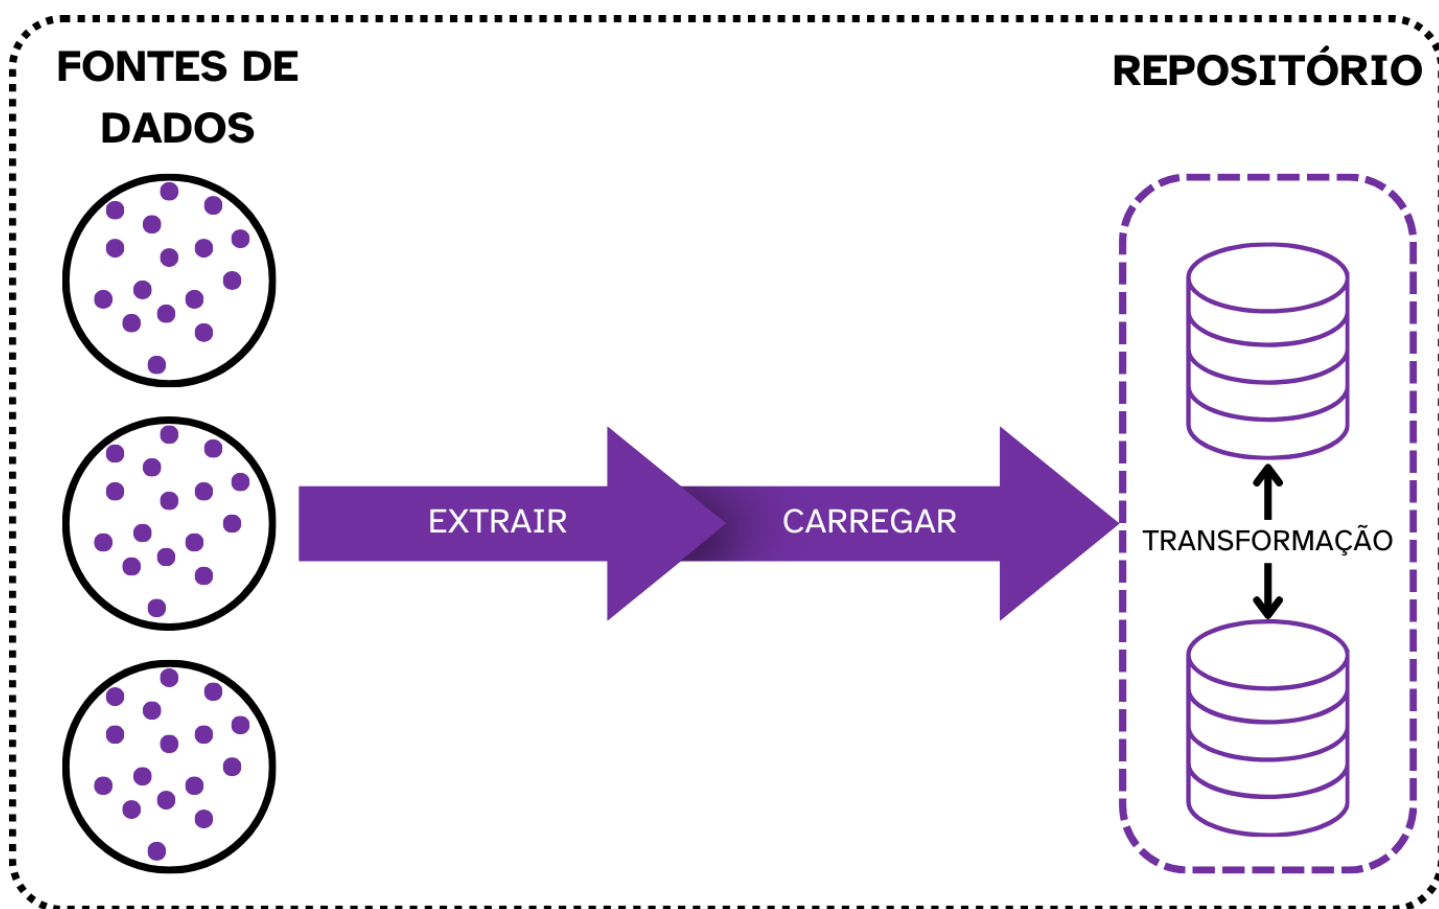 FONTES DE
DADOS
REPOSITÓRIO
EXTRAIR
CARREGAR
TRANSFORMAÇÃO